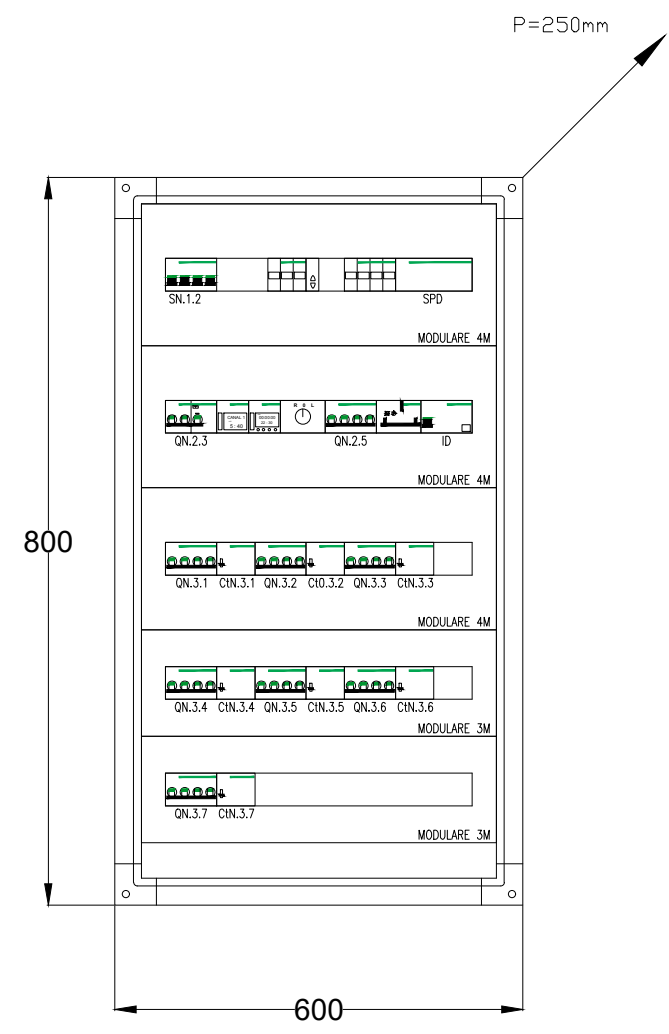 P=250mm
SN.1.2 SPD
MODULARE 4M
CANAL 1
5:40
R 0 L
QN.2.3 QN.2.5 ID
MODULARE 4M
800
QN.3.1 CtN.3.1 QN.3.2 Ct0.3.2 QN.3.3 CtN.3.3
MODULARE 4M
QN.3.4 CtN.3.4 QN.3.5 CtN.3.5 QN.3.6 CtN.3.6
MODULARE 3M
QN.3.7 CtN.3.7
MODULARE 3M
600